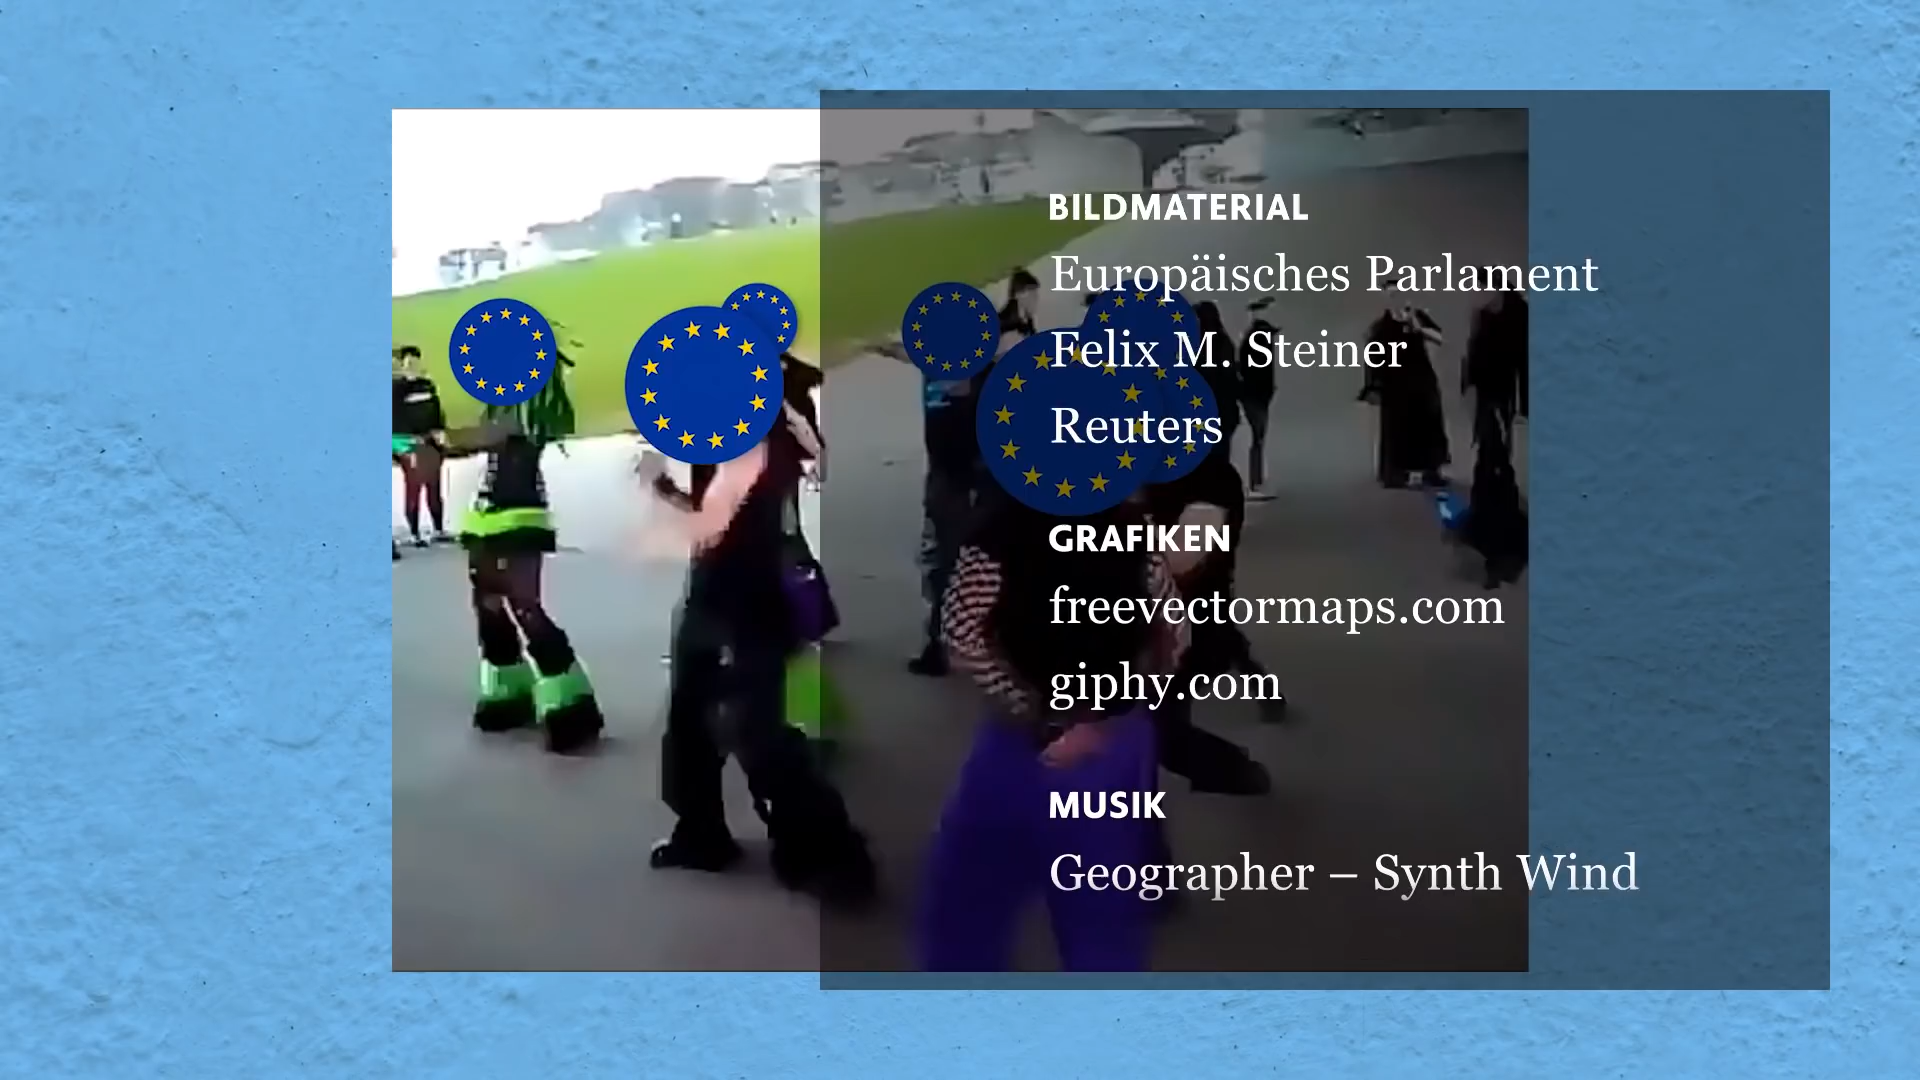 BILDMATERIAL
Europäisches Parlament
Felix M. Steiner
Reuters
GRAFIKEN
freevectormaps.com
giphy.com
MUSIK
Geographer – Synth Wind